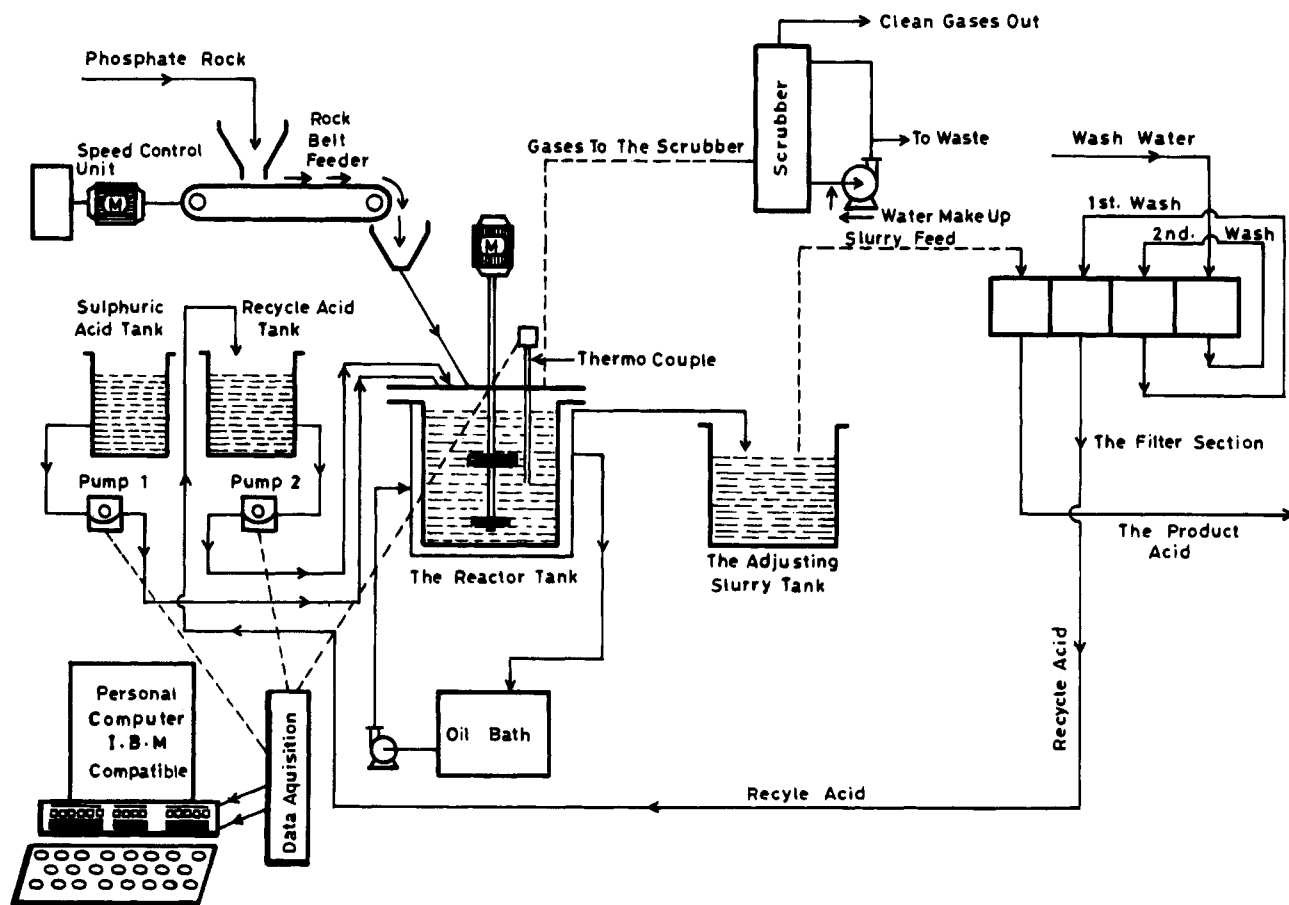 Clean Gases Out
Phosphate Rock
Rock
Belt
Feeder
Speed Control
Unit
M
Scrubber
To Waste
Gases To The Scrubber
Wash Water
1st. Wash
Water Make Up
Slurry Feed
2nd. Wash
M
Sulphuric
Acid Tank
Recycle Acid
Tank
Thermo Couple
The Filter Section
Pump 1
Pump 2
The Product
Acid
The Reactor Tank
The Adjusting
Slurry Tank
Recycle Acid
Personal
Computer
I.B.M
Compatible
Data Aquisition
Oil Bath
Recyle Acid